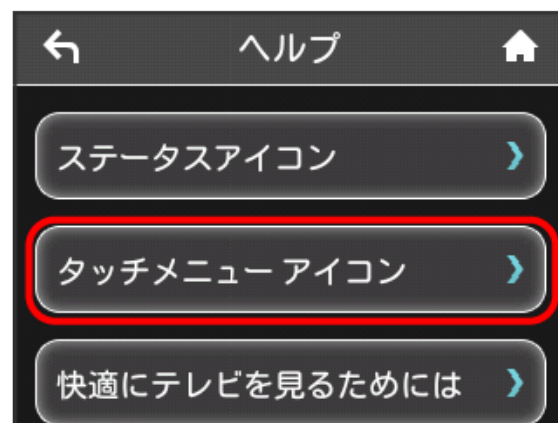 ヘルプ
ステータスアイコン
タッチメニュー アイコン
快適にテレビを見るためには